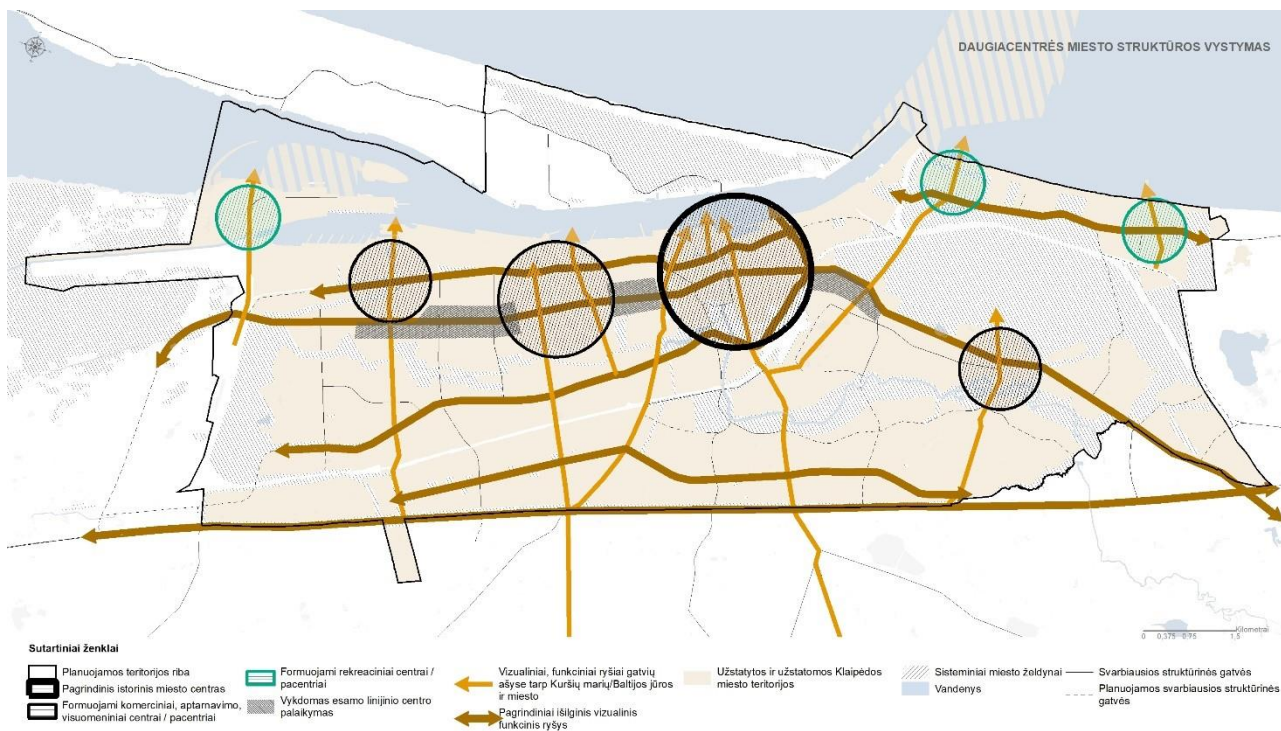 DAUGIACENTRĖS MIESTO STRUKTŪROS VYSTYMAS
Kilometrai
0 0,375 0,75 1,5
Sutartiniai ženklai
Planuojamos teritorijos riba
Pagrindinis istorinis miesto centras
Formuojami komerciniai, aptarnavimo,
visuomeniniai centrai / pacentriai
Formuojami rekreaciniai centrai /
pacentriai
Vykdomas esamo linijinio centro
palaikymas
Vizualiniai, funkciniai ryšiai gatvių
ašyse tarp Kuršių marių/Baltijos jūros
ir miesto
Pagrindiniai išilginis vizualinis
funkcinis ryšys
Užstatytos ir užstatomos Klaipėdos
miesto teritorijos
Sisteminiai miesto želdynai
Vandenys
Svarbiausios struktūrinės gatvės
Planuojamos svarbiausios struktūrinės
gatvės